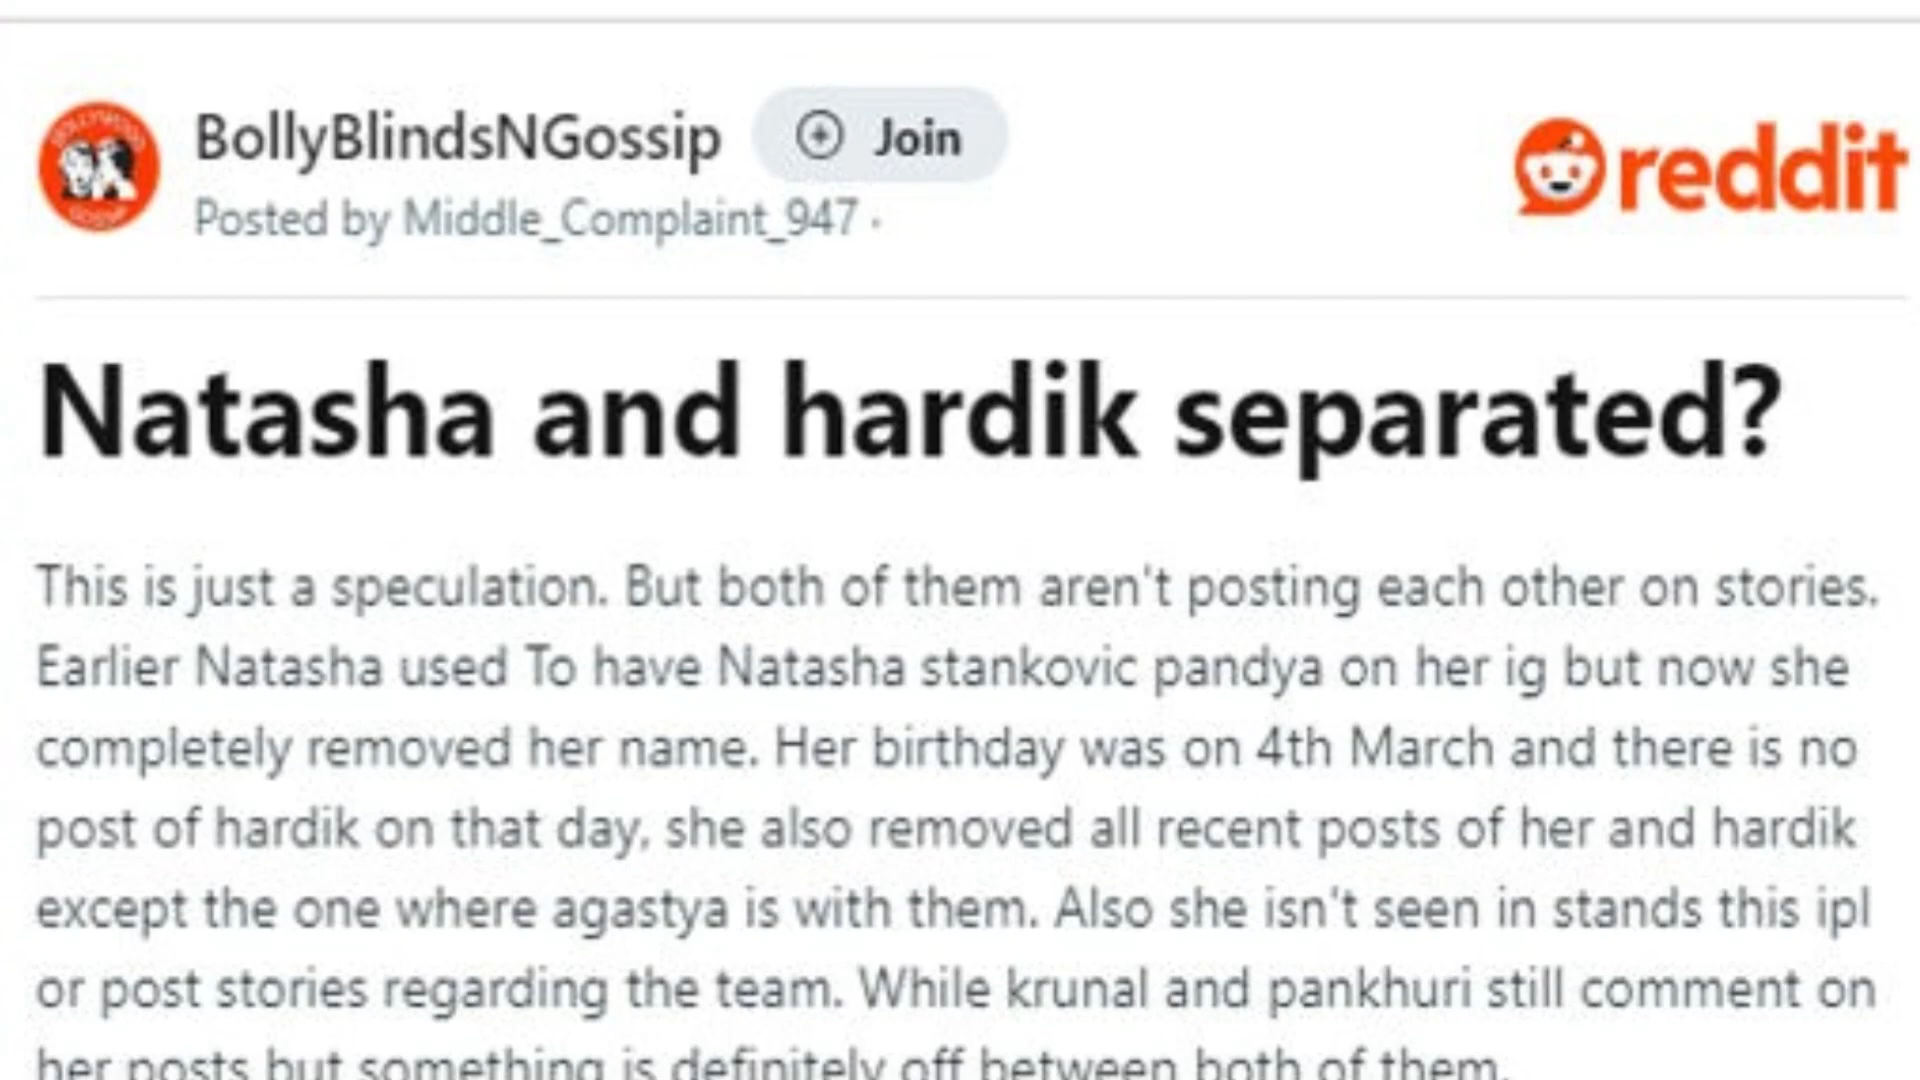 BollyBlindsNGossip Join
Posted by Middle_Complaint_947 ·
reddit
Natasha and hardik separated?
This is just a speculation. But both of them aren't posting each other on stories.
Earlier Natasha used To have Natasha stankovic pandya on her ig but now she
completely removed her name. Her birthday was on 4th March and there is no
post of hardik on that day, she also removed all recent posts of her and hardik
except the one where agastya is with them. Also she isn't seen in stands this ipl
or post stories regarding the team. While krunal and pankhuri still comment on
her posts but something is definitely off between both of them.